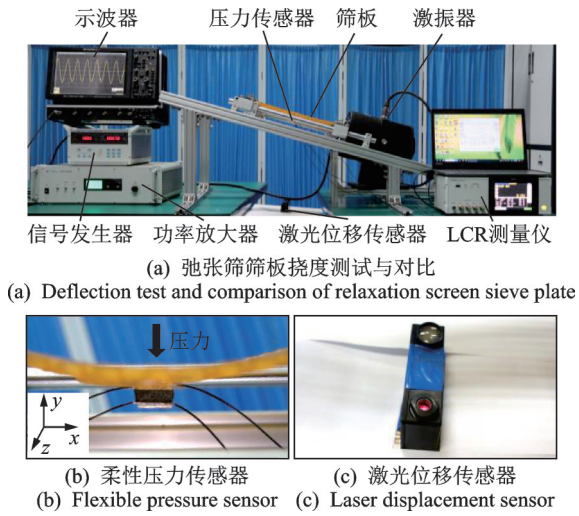 示波器 压力传感器 筛板 激振器
信号发生器 功率放大器 激光位移传感器 LCR测量仪
(a) 弛张筛筛板挠度测试与对比
(a) Deflection test and comparison of relaxation screen sieve plate
压力
y
x
z
(b) 柔性压力传感器 (c) 激光位移传感器
(b) Flexible pressure sensor (c) Laser displacement sensor